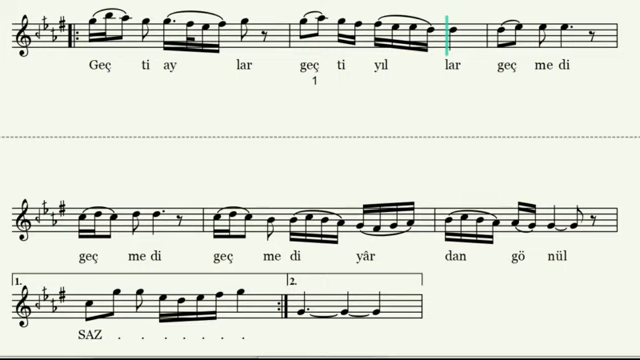 Geç ti ay lar geç ti yıl lar geç me di
1
geç me di geç me di yâr dan gö nül
1. 2.
SAZ . . . . . .